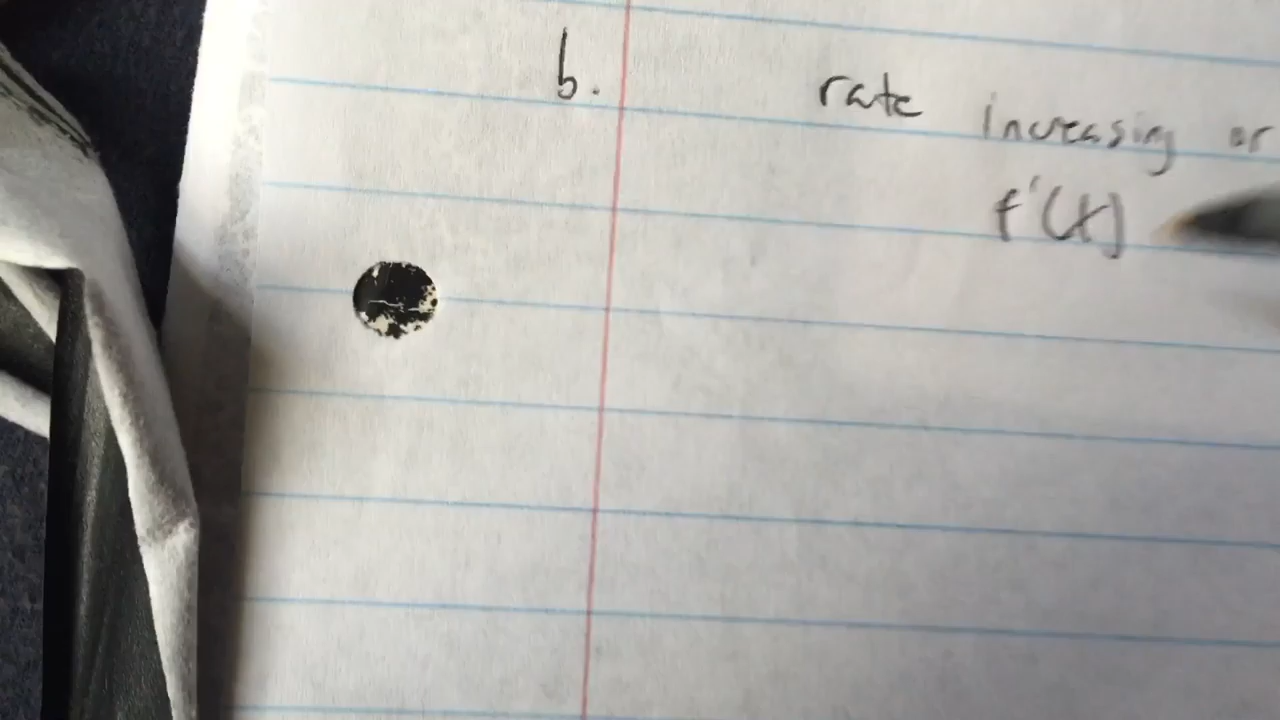 b. rate increasing or
f'(t)